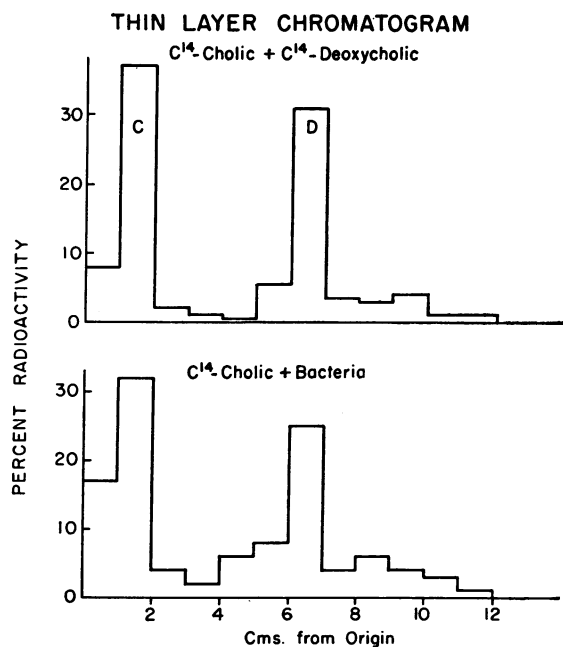 THIN LAYER CHROMATOGRAM
C¹⁴-Cholic + C¹⁴-Deoxycholic
30
20
10
0
C
D
PERCENT RADIOACTIVITY
C¹⁴-Cholic + Bacteria
30
20
10
0
2
4
6
8
10
12
Cms. from Origin